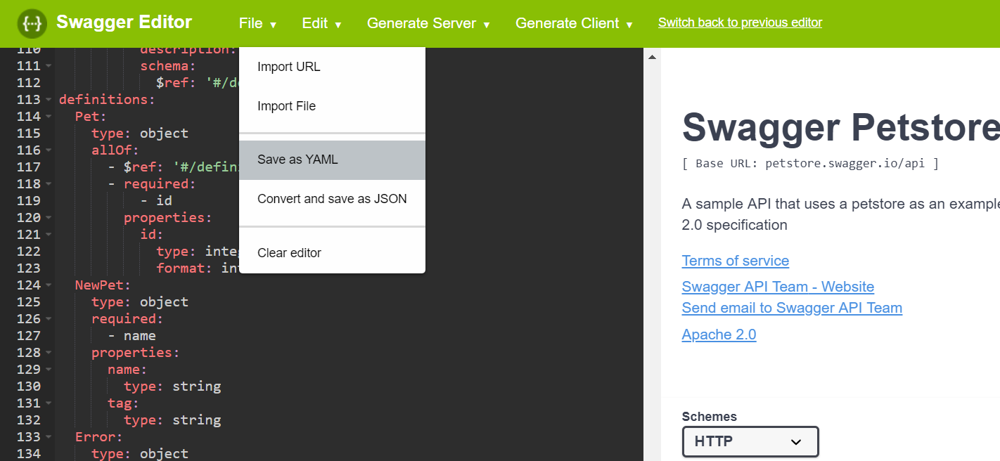 {...} Swagger Editor File ▼ Edit ▼ Generate Server ▼ Generate Client ▼ Switch back to previous editor
110 description:
111 schema:
112 $ref: '#/d
113 definitions:
114 Pet:
115 type: object
116 allOf:
117 - $ref: '#/defin
118 - required:
119 - id
120 properties:
121 id:
122 type: integ
123 format: int
124 NewPet:
125 type: object
126 required:
127 - name
128 properties:
129 name:
130 type: string
131 tag:
132 type: string
133 Error:
134 type: object
Import URL
Import File
Save as YAML
Convert and save as JSON
Clear editor
Swagger Petstore
[ Base URL: petstore.swagger.io/api ]
A sample API that uses a petstore as an example
2.0 specification
Terms of service
Swagger API Team - Website
Send email to Swagger API Team
Apache 2.0
Schemes
HTTP